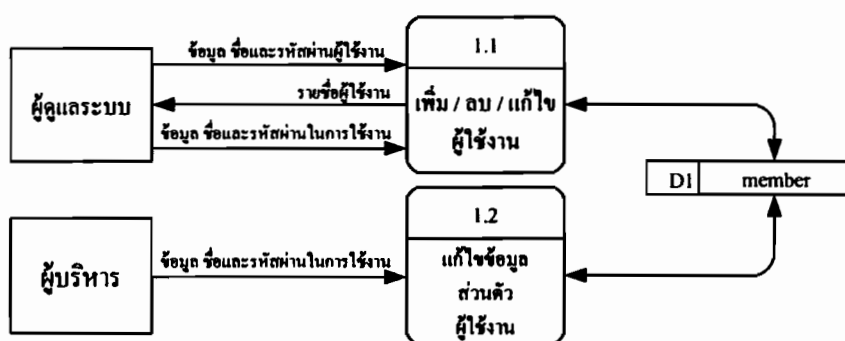 ข้อมูล ชื่อและรหัสผ่านผู้ใช้งาน
1.1
ผู้ดูแลระบบ
รายชื่อผู้ใช้งาน
เพิ่ม / ลบ / แก้ไข
ผู้ใช้งาน
ข้อมูล ชื่อและรหัสผ่านในการใช้งาน
D1
member
1.2
ผู้บริหาร
ข้อมูล ชื่อและรหัสผ่านในการใช้งาน
แก้ไขข้อมูล
ส่วนตัว
ผู้ใช้งาน